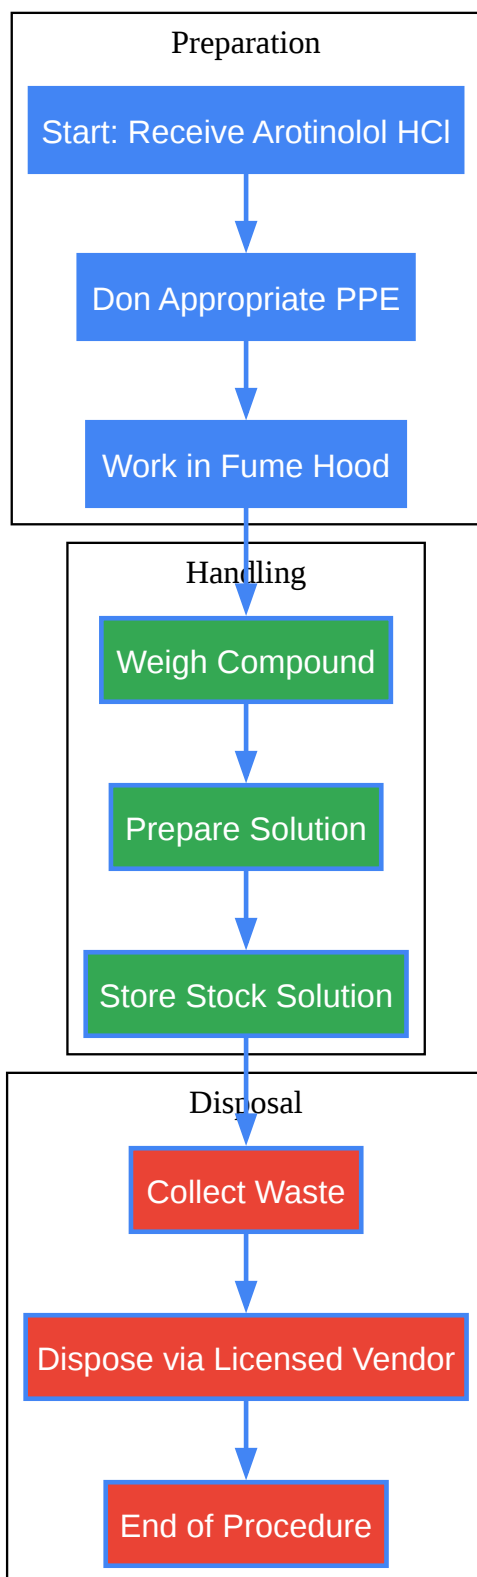 Preparation
Start: Receive Arotinolol HCl
Don Appropriate PPE
Work in Fume Hood
Handling
Weigh Compound
Prepare Solution
Store Stock Solution
Disposal
Collect Waste
Dispose via Licensed Vendor
End of Procedure